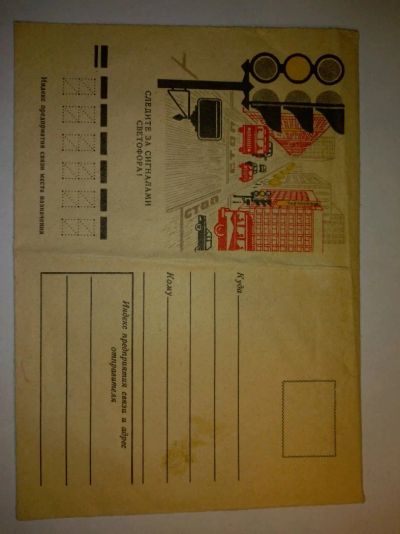 СЛЕДИТЕ ЗА СИГНАЛАМИ
СВЕТОФОРА!
СТОП
Куда
Кому
Индекс предприятия связи и адрес
отправителя
Индекс предприятия связи места назначения